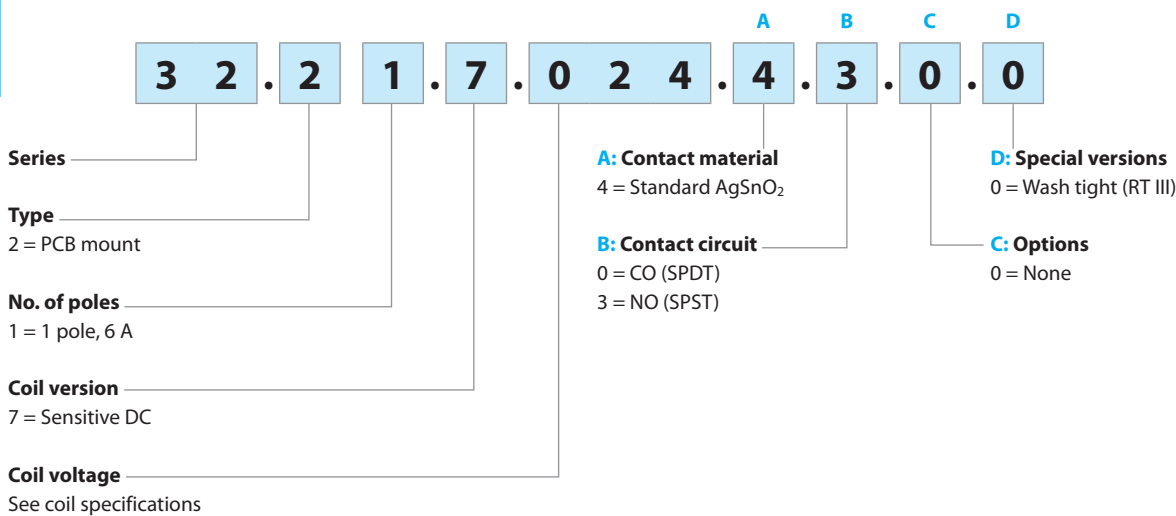 A B C D
3 2 . 2 1 . 7 . 0 2 4 . 4 . 3 . 0 . 0
Series
Type
2 = PCB mount
No. of poles
1 = 1 pole, 6 A
Coil version
7 = Sensitive DC
Coil voltage
See coil specifications
A: Contact material
4 = Standard AgSnO₂
B: Contact circuit
0 = CO (SPDT)
3 = NO (SPST)
D: Special versions
0 = Wash tight (RT III)
C: Options
0 = None